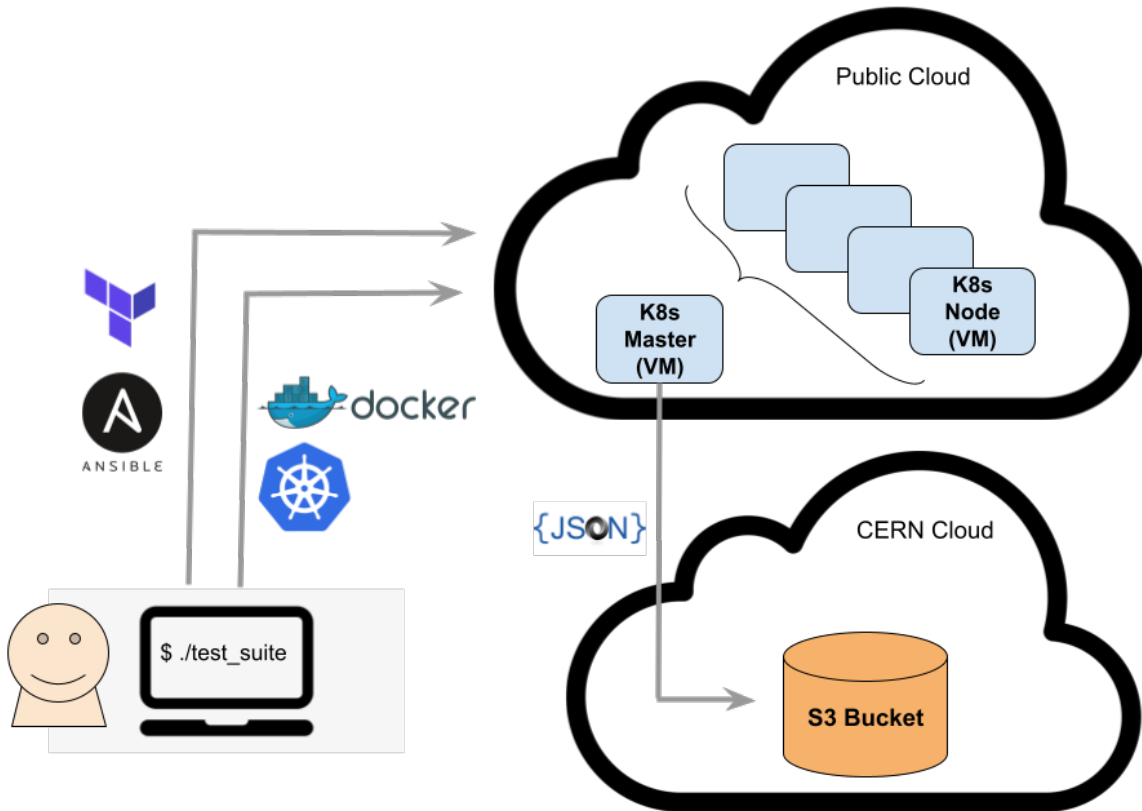 Public Cloud
K8s
Node
(VM)
K8s
Master
(VM)
docker
ANSIBLE
{JSON}
CERN Cloud
$ ./test_suite
S3 Bucket